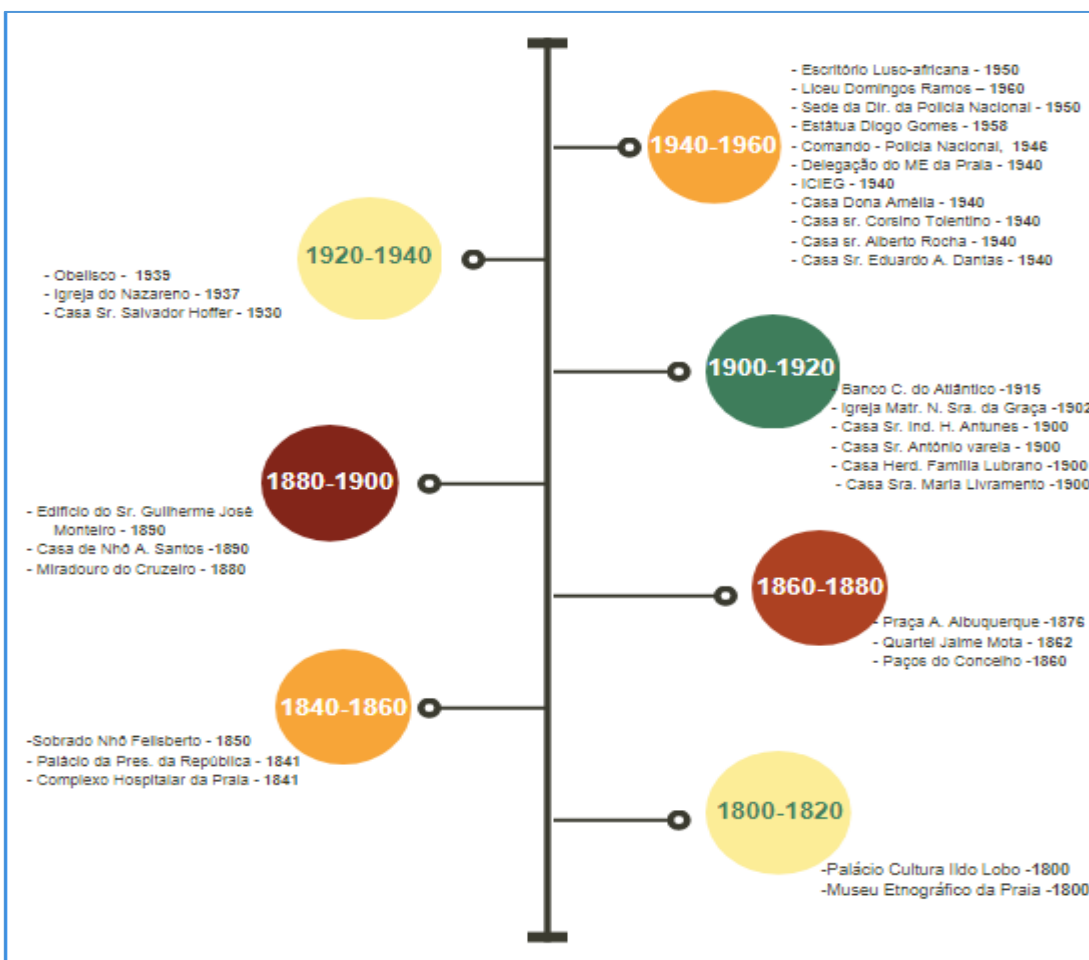 1940-1960
- Escritório Luso-africana - 1950
- Liceu Domingos Ramos – 1960
- Sede da Dir. da Policia Nacional - 1950
- Estátua Diogo Gomes - 1958
- Comando - Policia Nacional, 1946
- Delegação do ME da Praia - 1940
- ICIEG - 1940
- Casa Dona Amélia - 1940
- Casa sr. Corsino Tolentino - 1940
- Casa sr. Alberto Rocha - 1940
- Casa Sr. Eduardo A. Dantas - 1940
1920-1940
- Obelisco - 1939
- Igreja do Nazareno - 1937
- Casa Sr. Salvador Hoffer - 1930
1900-1920
- Banco C. do Atlântico -1915
- Igreja Matr. N. Sra. da Graça -1902
- Casa Sr. Ind. H. Antunes - 1900
- Casa Sr. António varela - 1900
- Casa Herd. Família Lubrano -1900
- Casa Sra. Maria Livramento -1900
1880-1900
- Edifício do Sr. Guilherme José
Monteiro - 1890
- Casa de Nhô A. Santos -1890
- Miradouro do Cruzeiro - 1880
1860-1880
- Praça A. Albuquerque -1876
- Quartel Jaime Mota - 1862
- Paços do Concelho -1860
1840-1860
-Sobrado Nhô Felisberto - 1850
- Palácio da Pres. da República - 1841
- Complexo Hospitalar da Praia - 1841
1800-1820
-Palácio Cultura Ildo Lobo -1800
-Museu Etnográfico da Praia -1800